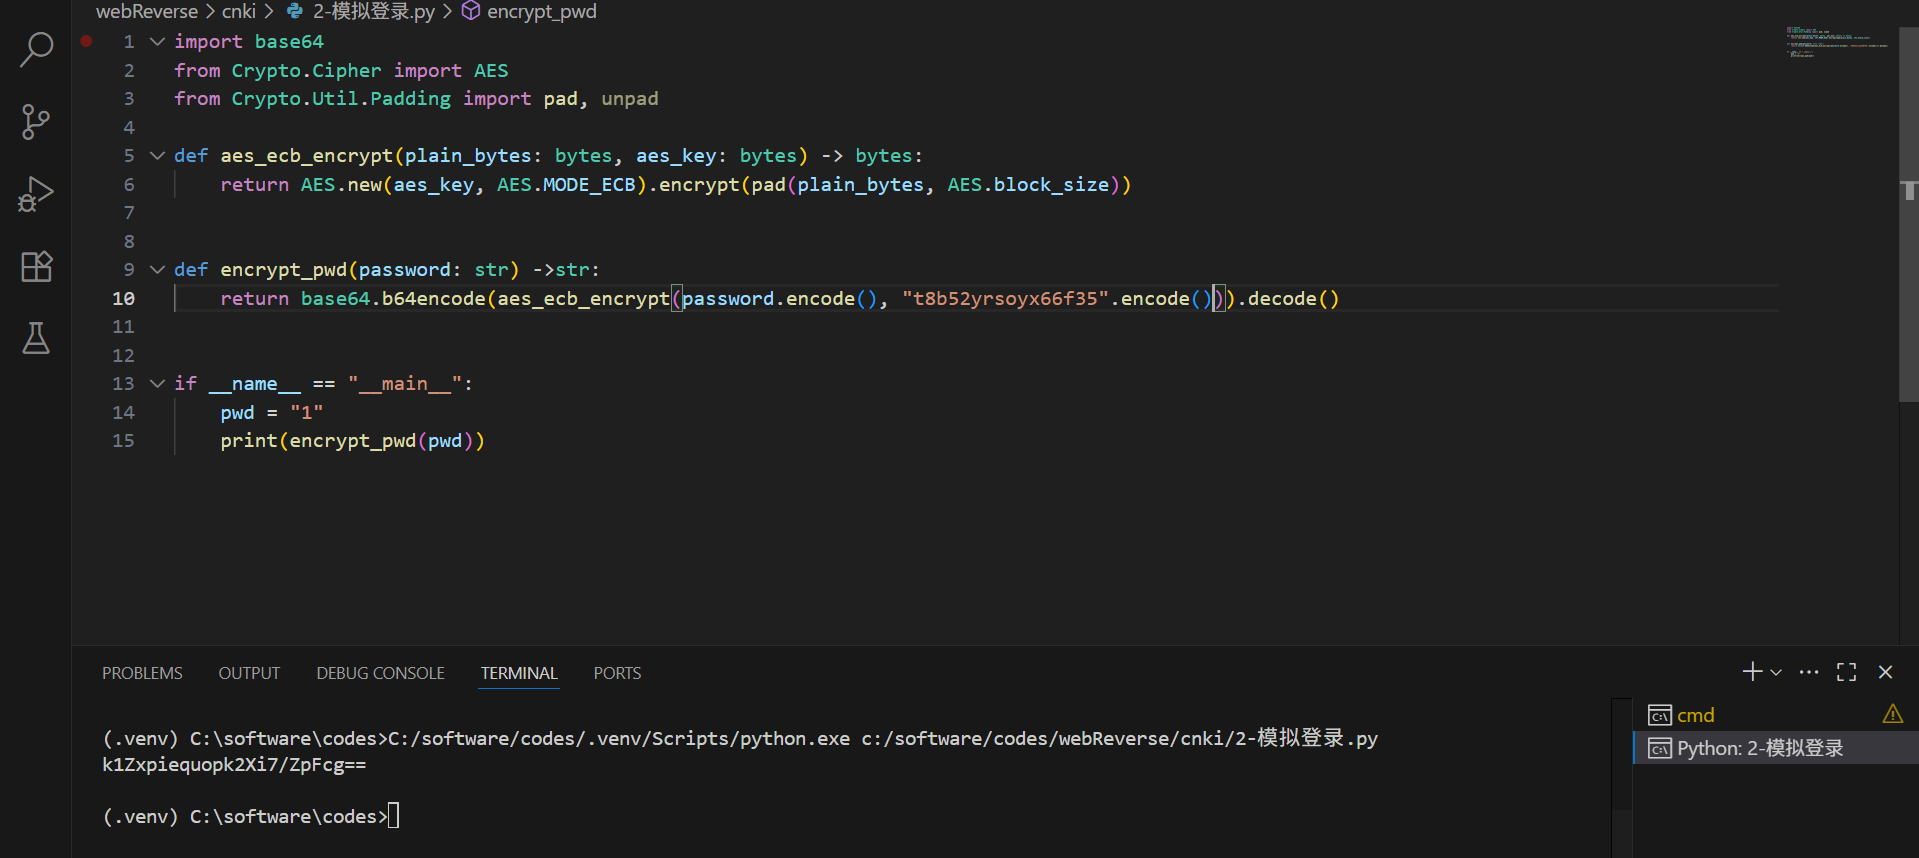 webReverse > cnki > 2-模拟登录.py > encrypt_pwd
1 import base64
2 from Crypto.Cipher import AES
3 from Crypto.Util.Padding import pad, unpad
4
5 def aes_ecb_encrypt(plain_bytes: bytes, aes_key: bytes) -> bytes:
6     return AES.new(aes_key, AES.MODE_ECB).encrypt(pad(plain_bytes, AES.block_size))
7
8
9 def encrypt_pwd(password: str) ->str:
10     return base64.b64encode(aes_ecb_encrypt(password.encode(), "t8b52yrsoyx66f35".encode())).decode()
11
12
13 if __name__ == "__main__":
14     pwd = "1"
15     print(encrypt_pwd(pwd))
PROBLEMS OUTPUT DEBUG CONSOLE TERMINAL PORTS
(.venv) C:\software\codes>C:/software/codes/.venv/Scripts/python.exe c:/software/codes/webReverse/cnki/2-模拟登录.py
k1Zxpiequopk2Xi7/ZpFcg==
(.venv) C:\software\codes>
cmd
Python: 2-模拟登录